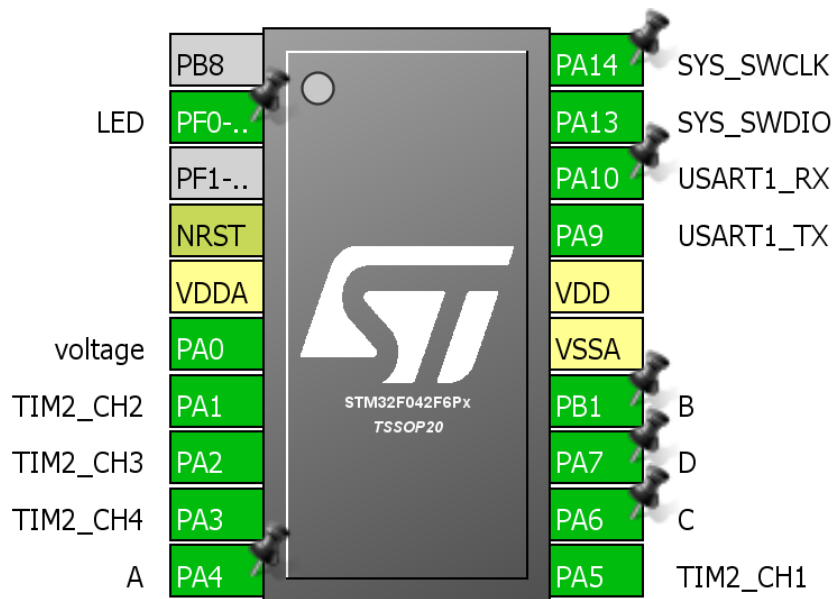 PB8
LED PF0-..
PF1-..
NRST
VDDA
voltage PA0
TIM2_CH2 PA1
TIM2_CH3 PA2
TIM2_CH4 PA3
A PA4
ST
STM32F042F6Px
TSSOP20
PA14 SYS_SWCLK
PA13 SYS_SWDIO
PA10 USART1_RX
PA9 USART1_TX
VDD
VSSA
PB1 B
PA7 D
PA6 C
PA5 TIM2_CH1